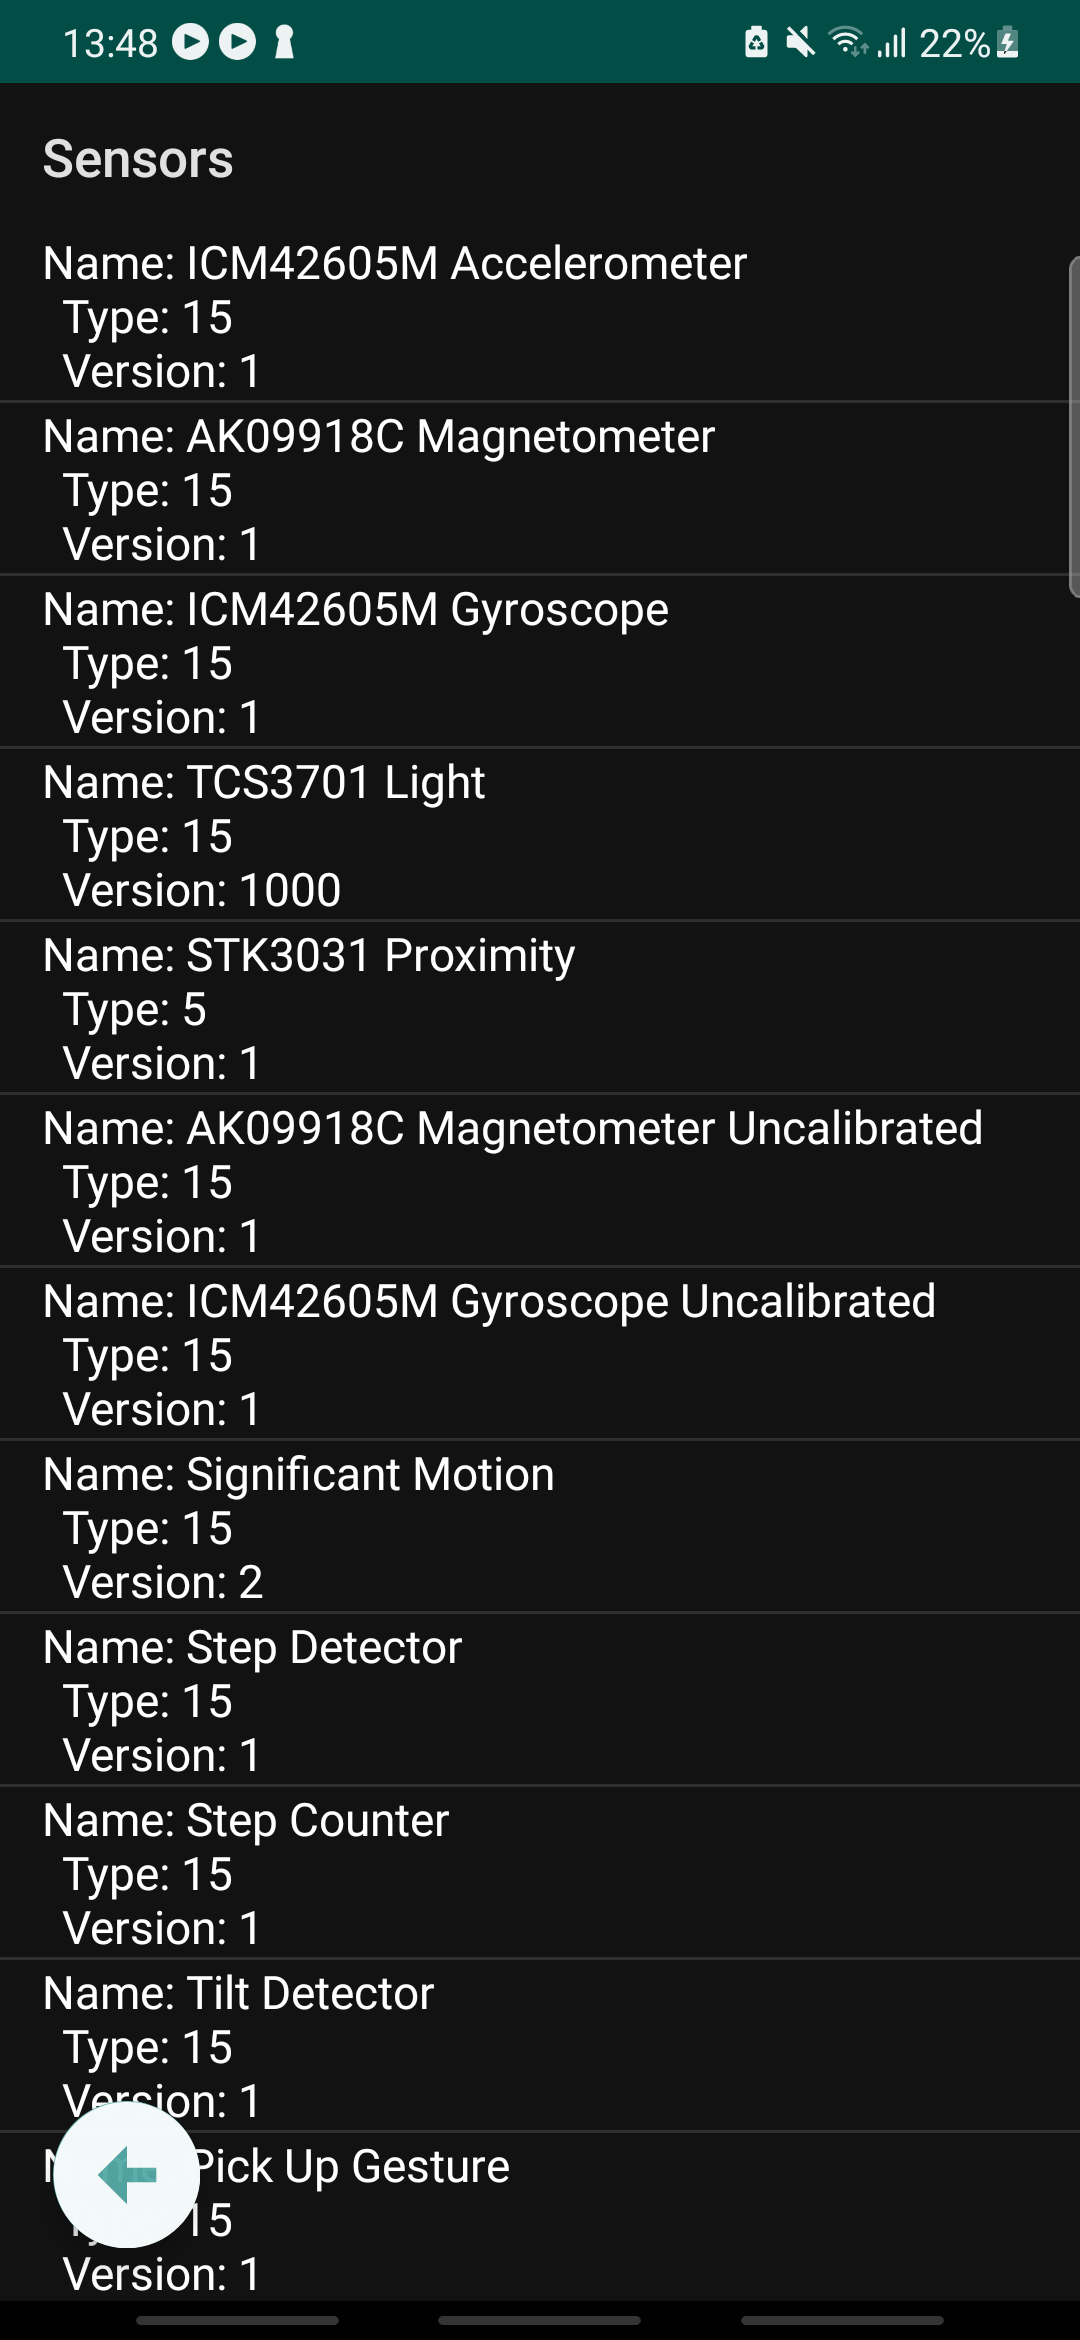 13:48 22%
Sensors
Name: ICM42605M Accelerometer
Type: 15
Version: 1
Name: AK09918C Magnetometer
Type: 15
Version: 1
Name: ICM42605M Gyroscope
Type: 15
Version: 1
Name: TCS3701 Light
Type: 15
Version: 1000
Name: STK3031 Proximity
Type: 5
Version: 1
Name: AK09918C Magnetometer Uncalibrated
Type: 15
Version: 1
Name: ICM42605M Gyroscope Uncalibrated
Type: 15
Version: 1
Name: Significant Motion
Type: 15
Version: 2
Name: Step Detector
Type: 15
Version: 1
Name: Step Counter
Type: 15
Version: 1
Name: Tilt Detector
Type: 15
Version: 1
Pick Up Gesture
15
Version: 1